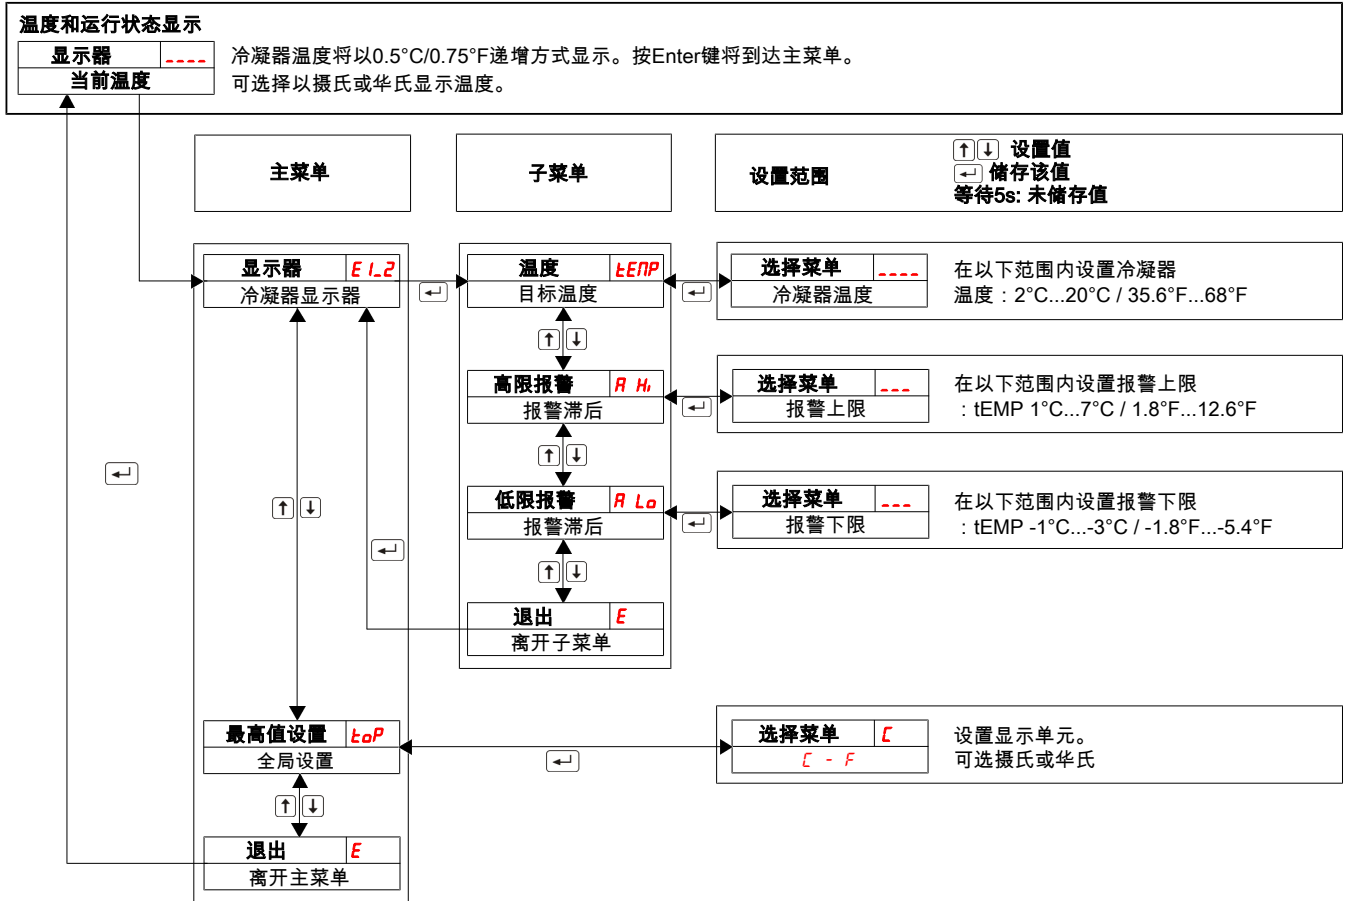 温度和运行状态显示
显示器 ----
当前温度
冷凝器温度将以0.5°C/0.75°F递增方式显示。按Enter键将到达主菜单。
可选择以摄氏或华氏显示温度。
主菜单
子菜单
设置范围
↑ ↓ 设置值
↵ 储存该值
等待5s: 未储存值
显示器 E1_2
冷凝器显示器
↵
温度 tEMP
目标温度
↵
选择菜单 ----
冷凝器温度
在以下范围内设置冷凝器
温度：2°C...20°C / 35.6°F...68°F
↑ ↓
高限报警 A Hi
报警滞后
↵
选择菜单 ---
报警上限
在以下范围内设置报警上限
：tEMP 1°C...7°C / 1.8°F...12.6°F
↑ ↓
↵
↑ ↓
低限报警 A Lo
报警滞后
↵
选择菜单 ---
报警下限
在以下范围内设置报警下限
：tEMP -1°C...-3°C / -1.8°F...-5.4°F
↵
↑ ↓
退出 E
离开子菜单
最高值设置 toP
全局设置
↵
选择菜单 C
C - F
设置显示单元。
可选摄氏或华氏
↑ ↓
退出 E
离开主菜单